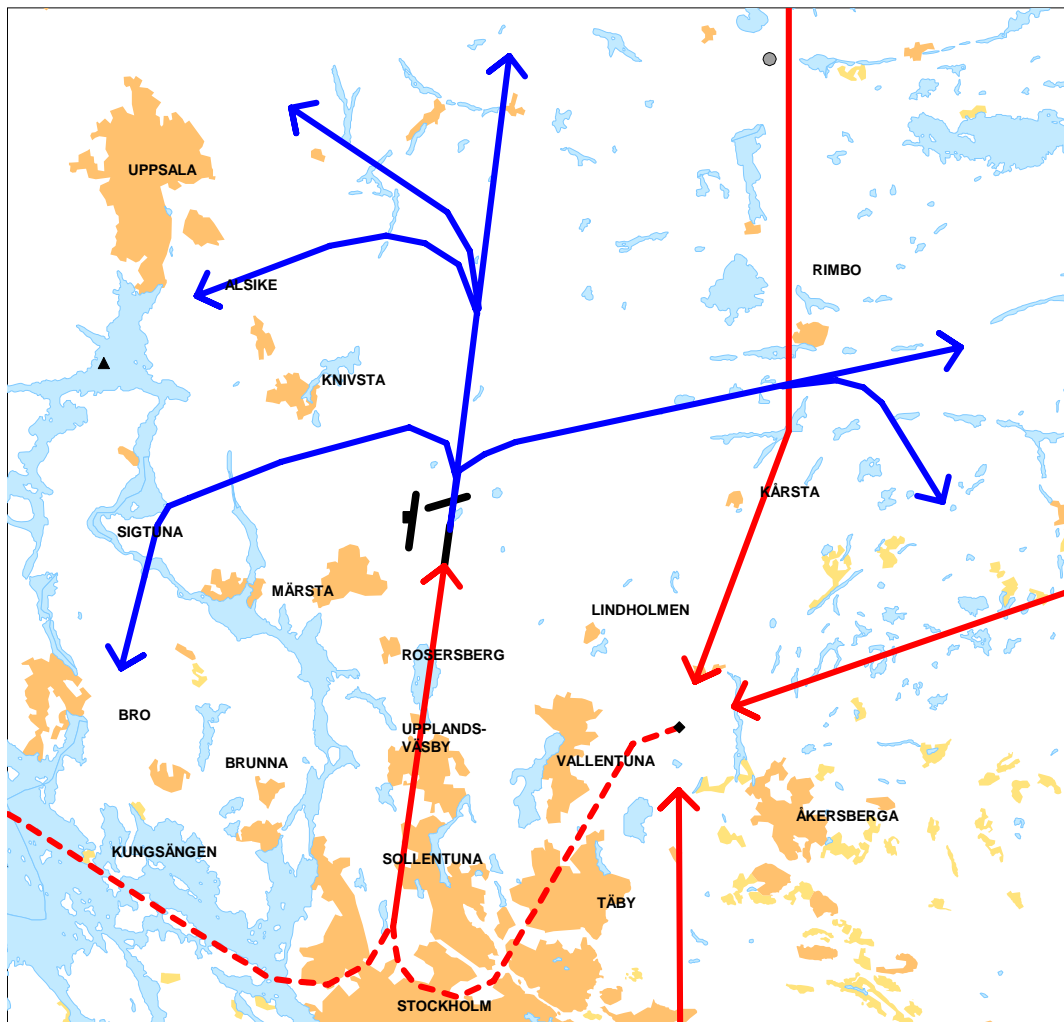 UPPSALA
RIMBO
ALSIKE
KNIVSTA
KÅRSTA
SIGTUNA
MÄRSTA
LINDHOLMEN
ROSERSBERG
BRO
UPPLANDS-
VÄSBY
BRUNNA
VALLENTUNA
ÅKERSBERGA
KUNGSÄNGEN
SOLLENTUNA
TÄBY
STOCKHOLM